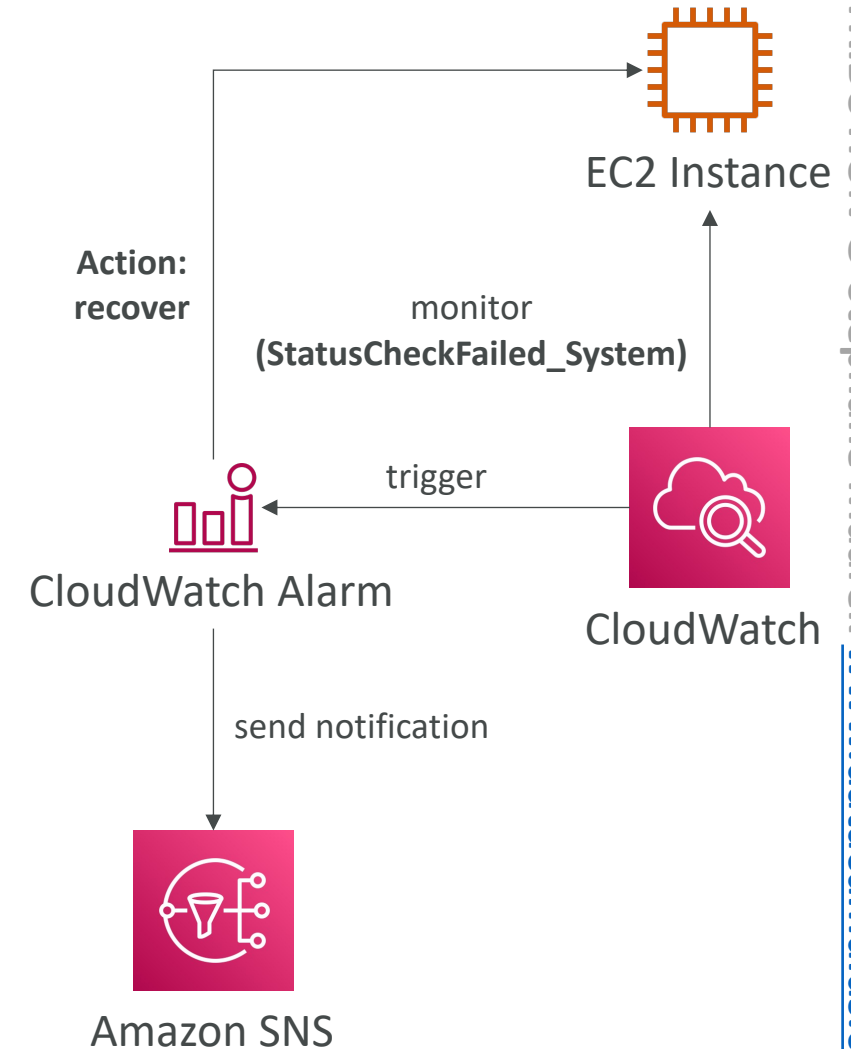 EC2 Instance
Action:
recover
monitor
(StatusCheckFailed_System)
trigger
CloudWatch Alarm
CloudWatch
send notification
Amazon SNS